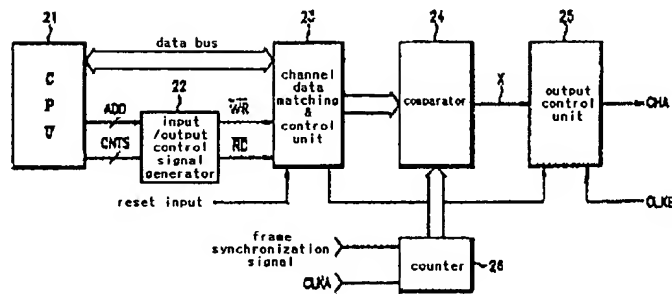 21
22
23
24
25
26
data bus
C
P
U
ADD
CNTS
input
/output
control
signal
generator
WR
RD
channel
data
matching
&
control
unit
comparator
X
output
control
unit
CHA
CLKB
reset input
frame
synchronization
signal
CLKA
counter